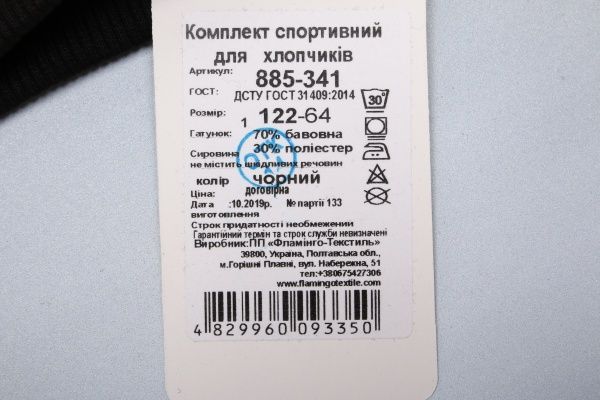 Комплект спортивний
для хлопчиків
Артикул: 885-341
ГОСТ: ДСТУ ГОСТ 31409:2014
Розмір: 122-64
Гатунок: 1 70% бавовна
Сировина 30% поліестер
не містить шкідливих речовин
колір чорний
Ціна: договірна
Дата :10.2019р. №партії 133
виготовлення
Строк придатності необмежений
Гарантійний термін та строк служби невизначені
Виробник:ПП «Фламінго-Текстиль»
39800, Україна, Полтавська обл.,
м.Горішні Плавні, вул. Набережна, 51
тел:+380675427306
www.flamingotextile.com
30°
4 829960 093350